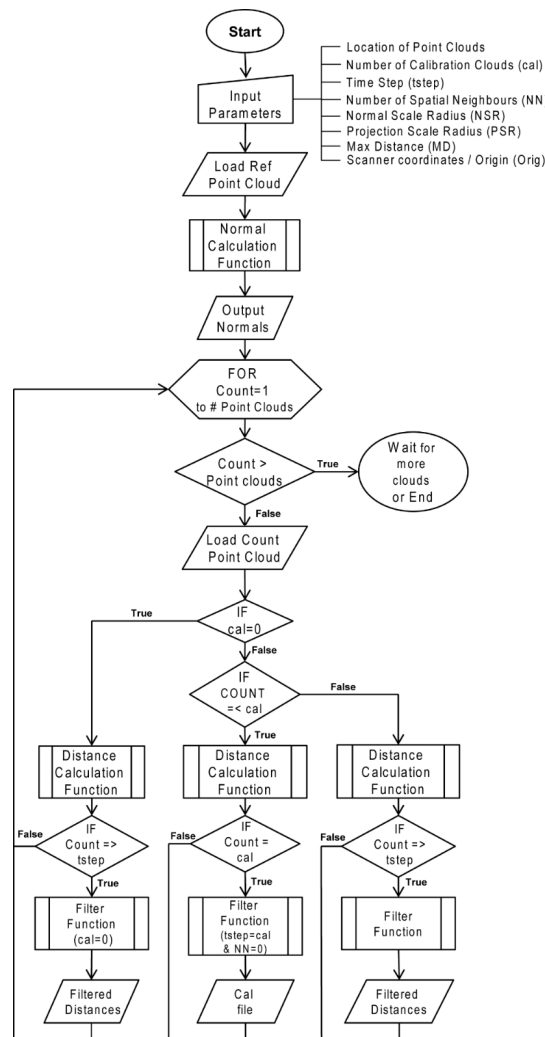 Start
Input
Parameters
Location of Point Clouds
Number of Calibration Clouds (cal)
Time Step (tstep)
Number of Spatial Neighbours (NN)
Normal Scale Radius (NSR)
Projection Scale Radius (PSR)
Max Distance (MD)
Scanner coordinates / Origin (Orig)
Load Ref
Point Cloud
Normal
Calculation
Function
Output
Normals
FOR
Count=1
to # Point Clouds
Count >
Point clouds
True
Wait for
more
clouds
or End
False
Load Count
Point Cloud
IF
cal=0
True
False
IF
COUNT
=< cal
False
True
Distance
Calculation
Function
Distance
Calculation
Function
Distance
Calculation
Function
IF
Count =>
tstep
False
True
IF
Count =
cal
False
True
IF
Count =>
tstep
False
True
Filter
Function
(cal=0)
Filter
Function
(tstep=cal
& NN=0)
Filter
Function
Filtered
Distances
Cal
file
Filtered
Distances